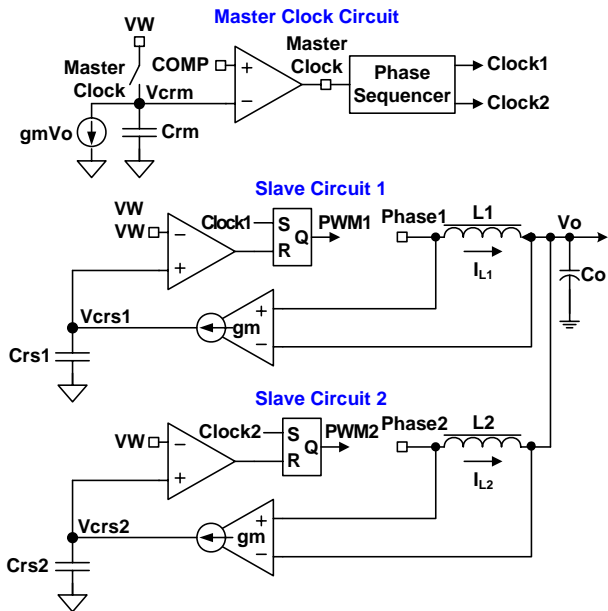 Master Clock Circuit
VW
Master
Clock
COMP
Vcrm
gmVo
Crm
+
−
Master
Clock
Phase
Sequencer
Clock1
Clock2
Slave Circuit 1
VW
VW
−
+
Clock1
S
R
Q
PWM1
Phase1
L1
IL1
Vo
Co
Vcrs1
gm
+
−
Crs1
Slave Circuit 2
VW
−
+
Clock2
S
R
Q
PWM2
Phase2
L2
IL2
Vcrs2
gm
+
−
Crs2